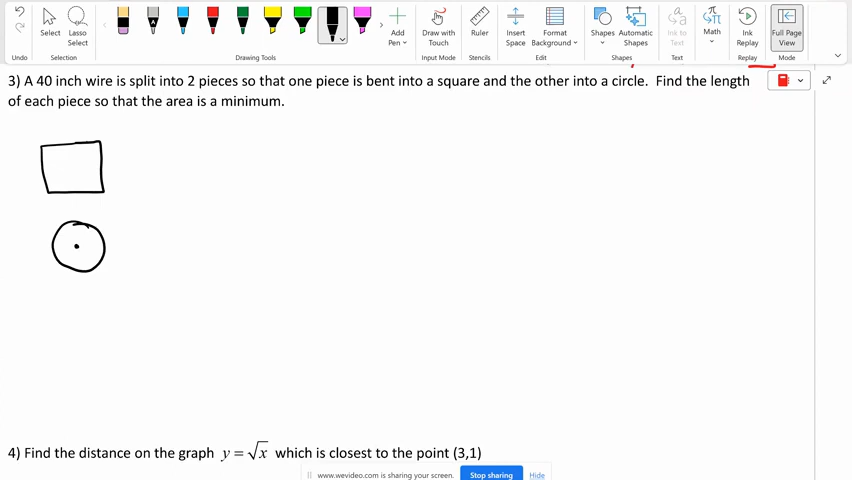 Undo
Select
Lasso
Select
Selection
A
Drawing Tools
Add
Pen
Draw with
Touch
Input Mode
Ruler
Stencils
Insert
Space
Format
Background
Edit
Shapes
Automatic
Shapes
Shapes
Ink to
Text
Text
Math
Ink
Replay
Replay
Full Page
View
Mode
3) A 40 inch wire is split into 2 pieces so that one piece is bent into a square and the other into a circle.  Find the length
of each piece so that the area is a minimum.
4) Find the distance on the graph y = √x which is closest to the point (3,1)
www.wevideo.com is sharing your screen. Stop sharing Hide